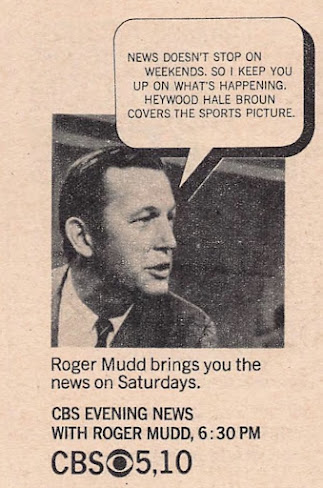 NEWS DOESN'T STOP ON
WEEKENDS. SO I KEEP YOU
UP ON WHAT'S HAPPENING.
HEYWOOD HALE BROUN
COVERS THE SPORTS PICTURE.
Roger Mudd brings you the
news on Saturdays.
CBS EVENING NEWS
WITH ROGER MUDD, 6:30 PM
CBS 5,10